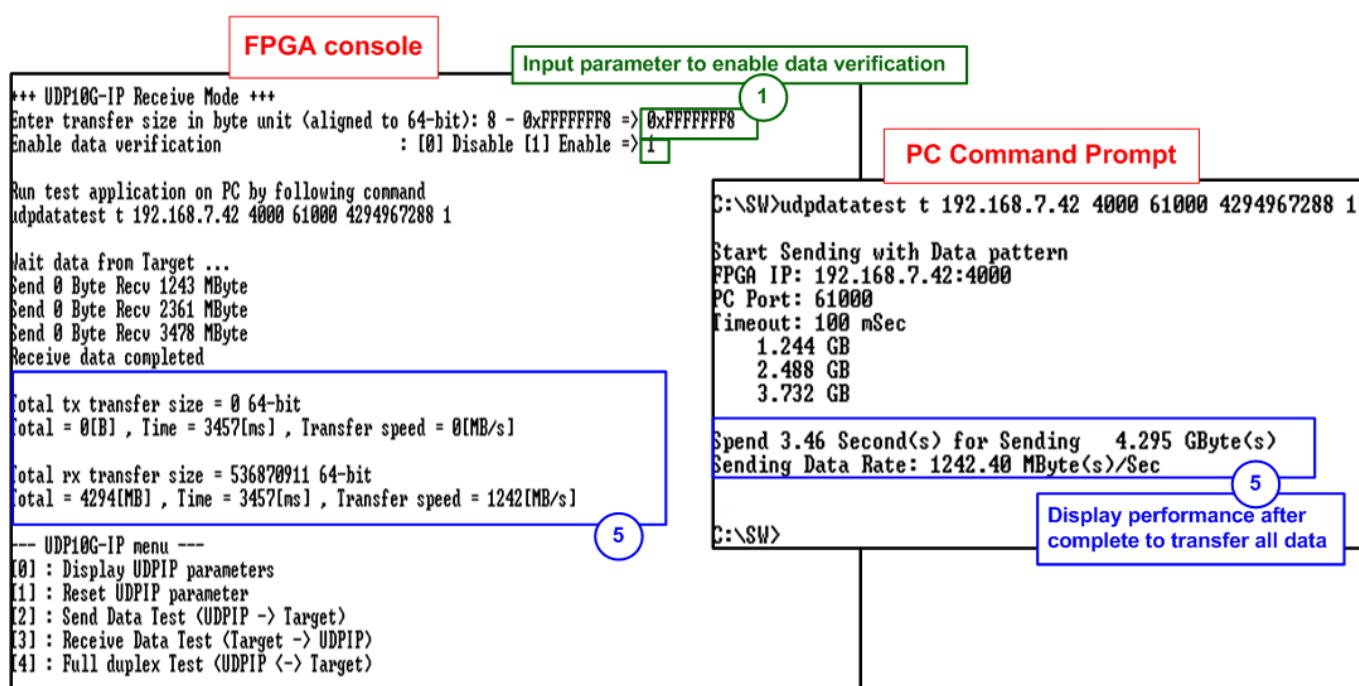 FPGA console
Input parameter to enable data verification
1
+++ UDP10G-IP Receive Mode +++
Enter transfer size in byte unit (aligned to 64-bit): 8 - 0xFFFFFFF8 => 0xFFFFFFF8
Enable data verification : [0] Disable [1] Enable => 1
Run test application on PC by following command
udpdatatest t 192.168.7.42 4000 61000 4294967288 1
Wait data from Target ...
Send 0 Byte Recv 1243 MByte
Send 0 Byte Recv 2361 MByte
Send 0 Byte Recv 3478 MByte
Receive data completed
Total tx transfer size = 0 64-bit
Total = 0[B] , Time = 3457[ms] , Transfer speed = 0[MB/s]
Total rx transfer size = 536870911 64-bit
Total = 4294[MB] , Time = 3457[ms] , Transfer speed = 1242[MB/s]
5
--- UDP10G-IP menu ---
[0] : Display UDPIP parameters
[1] : Reset UDPIP parameter
[2] : Send Data Test (UDPIP -> Target)
[3] : Receive Data Test (Target -> UDPIP)
[4] : Full duplex Test (UDPIP <-> Target)
PC Command Prompt
C:\SW>udpdatatest t 192.168.7.42 4000 61000 4294967288 1
Start Sending with Data pattern
FPGA IP: 192.168.7.42:4000
PC Port: 61000
Timeout: 100 mSec
1.244 GB
2.488 GB
3.732 GB
Spend 3.46 Second(s) for Sending 4.295 GByte(s)
Sending Data Rate: 1242.40 MByte(s)/Sec
5
Display performance after
complete to transfer all data
C:\SW>